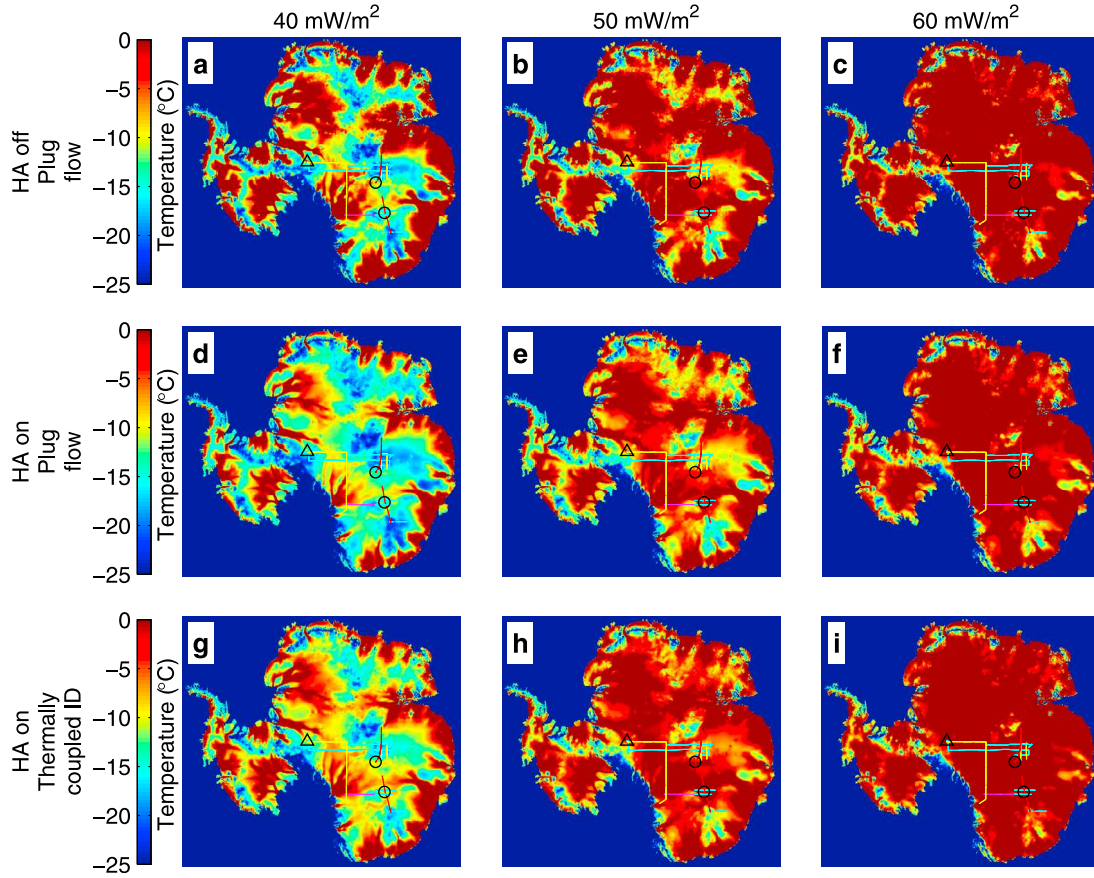 40 mW/m2
50 mW/m2
60 mW/m2
HA off
Plug
flow
0
−5
−10
−15
−20
−25
Temperature (°C)
a
b
c
HA on
Plug
flow
0
−5
−10
−15
−20
−25
Temperature (°C)
d
e
f
HA on
Thermally
coupled ID
0
−5
−10
−15
−20
−25
Temperature (°C)
g
h
i